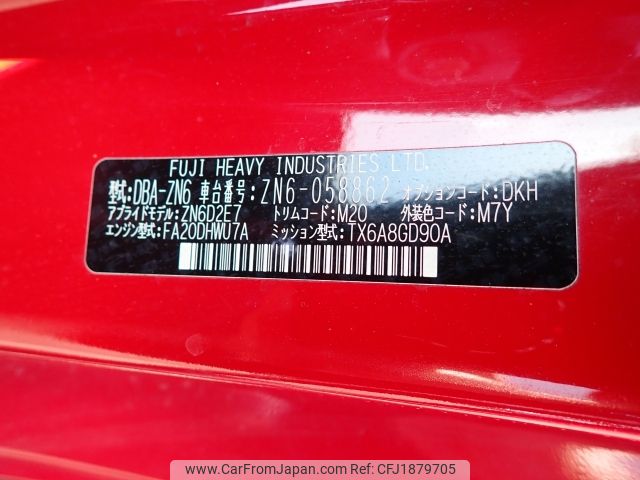 FUJI HEAVY INDUSTRIES LTD.
型式:DBA-ZN6 車台番号:ZN6-058862 オプションコード:DKH
アプライドモデル:ZN6D2E7 トリムコード:M20 外装色コード:M7Y
エンジン型式:FA20DHWU7A ミッション型式:TX6A8GD90A
www.CarFromJapan.com - Car ID: CFJ1879705